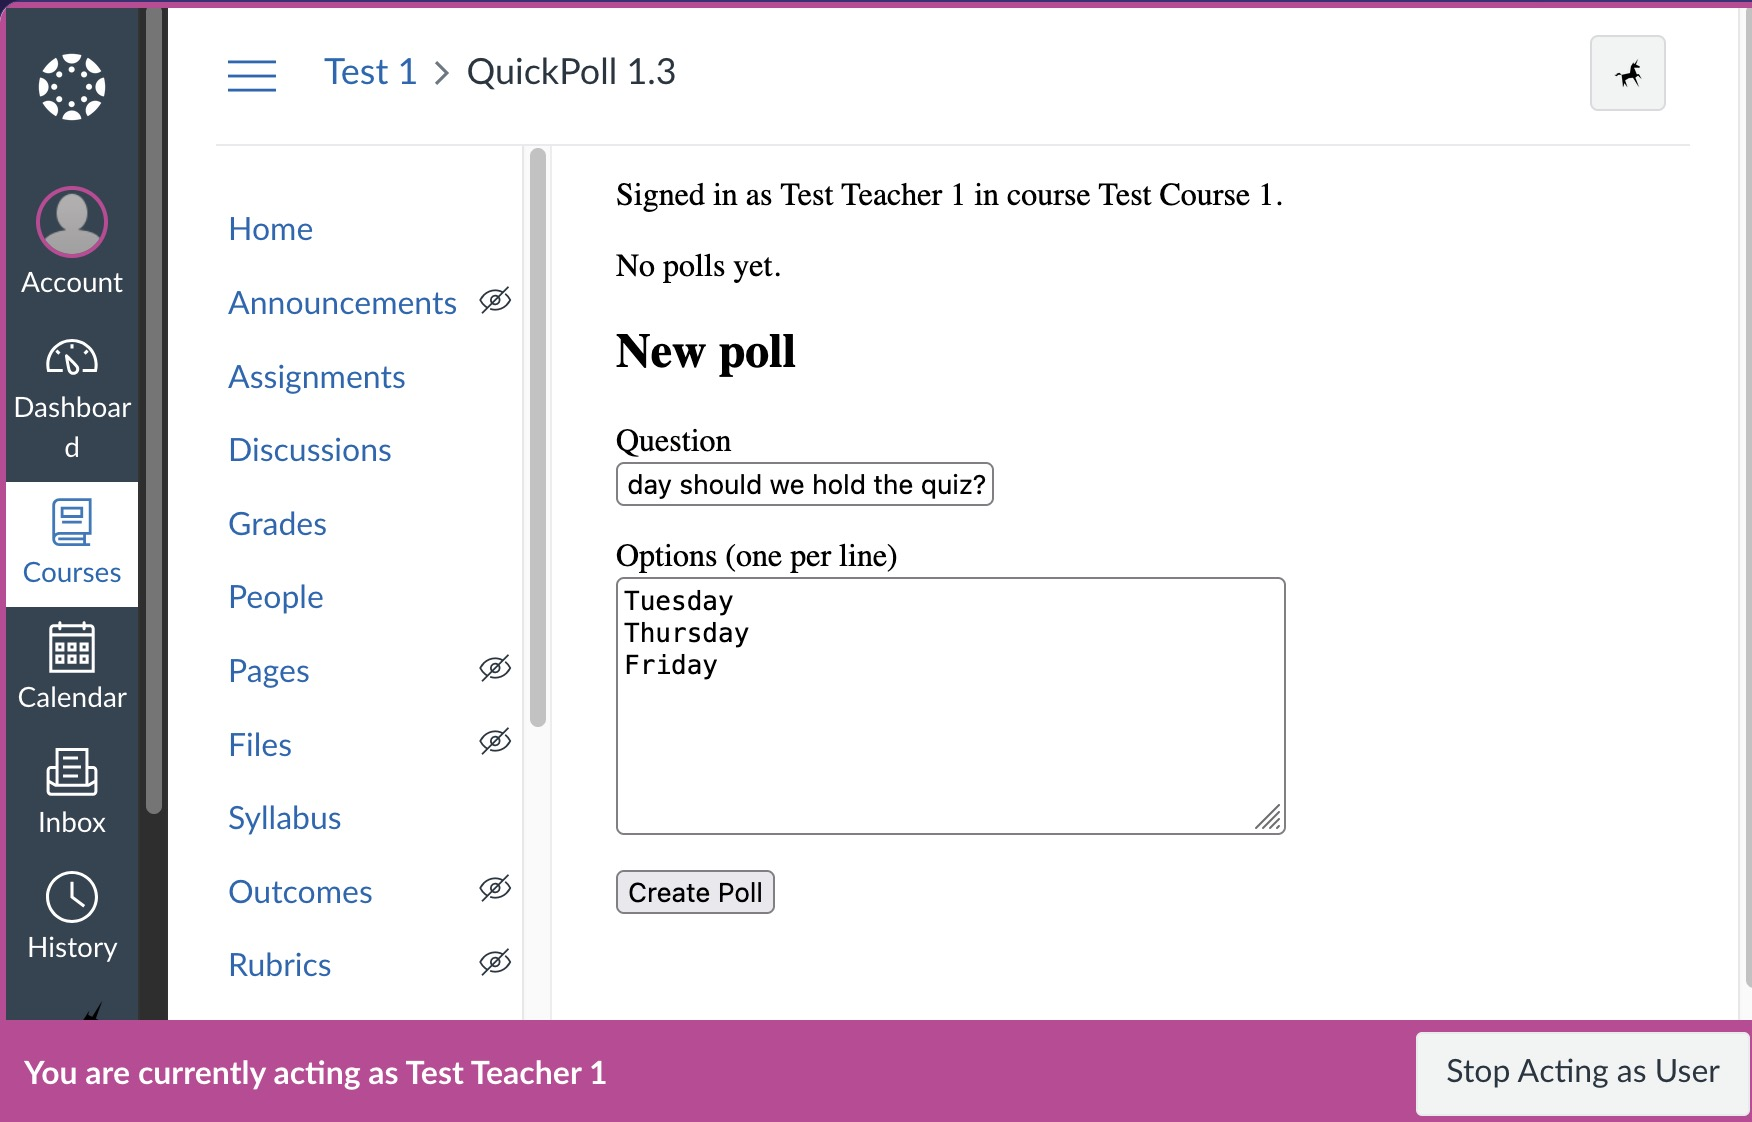 Test 1 > QuickPoll 1.3
Account
Dashboar
d
Courses
Calendar
Inbox
History
Home
Announcements
Assignments
Discussions
Grades
People
Pages
Files
Syllabus
Outcomes
Rubrics
Signed in as Test Teacher 1 in course Test Course 1.
No polls yet.
New poll
Question
day should we hold the quiz?
Options (one per line)
Tuesday
Thursday
Friday
Create Poll
You are currently acting as Test Teacher 1
Stop Acting as User